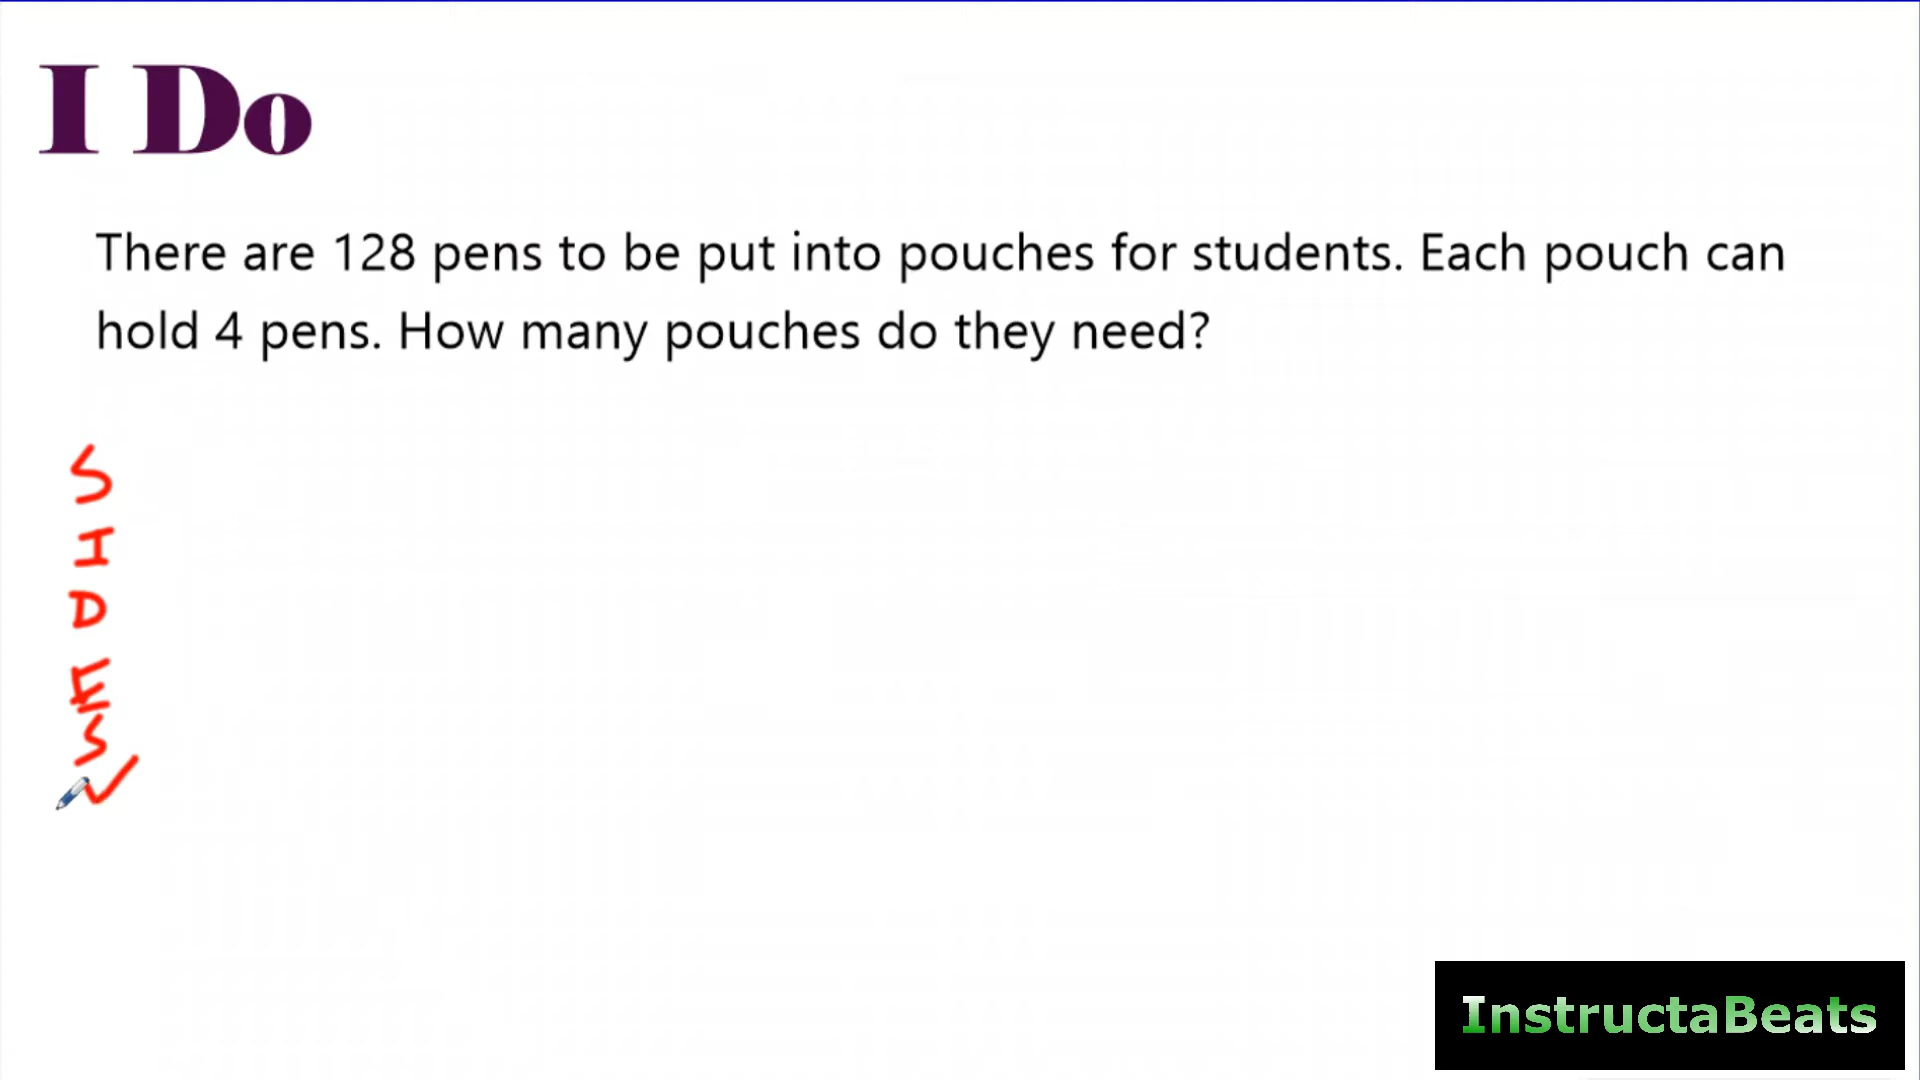 I Do
There are 128 pens to be put into pouches for students. Each pouch can
hold 4 pens. How many pouches do they need?
S
I
D
E
S
✓
InstructaBeats